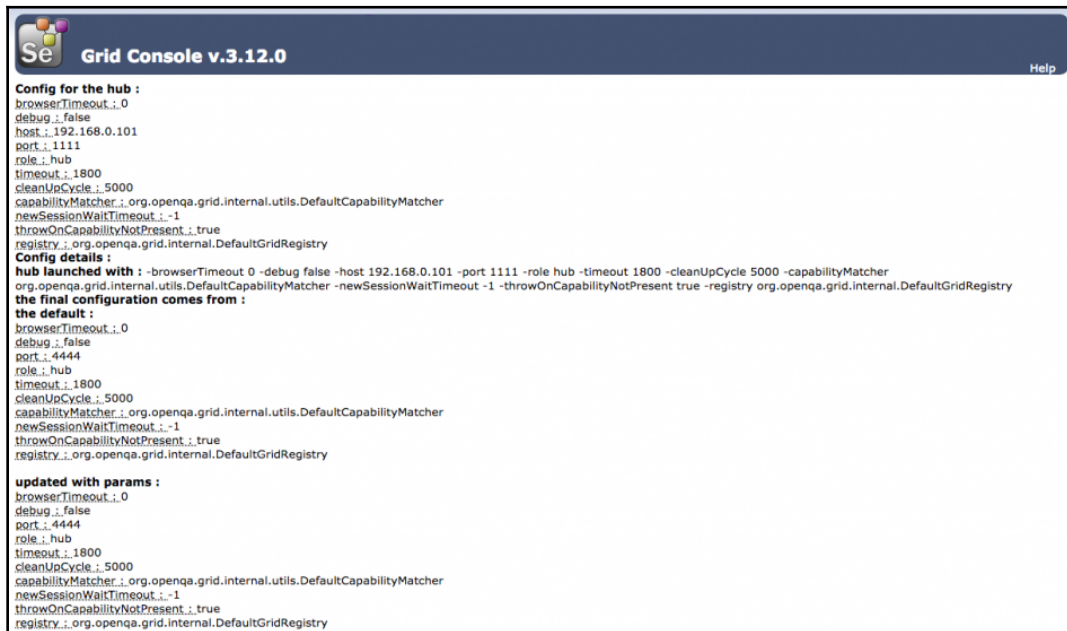 Se
Grid Console v.3.12.0
Help
Config for the hub :
browserTimeout : 0
debug : false
host : 192.168.0.101
port : 1111
role : hub
timeout : 1800
cleanUpCycle : 5000
capabilityMatcher : org.openqa.grid.internal.utils.DefaultCapabilityMatcher
newSessionWaitTimeout : -1
throwOnCapabilityNotPresent : true
registry : org.openqa.grid.internal.DefaultGridRegistry
Config details :
hub launched with : -browserTimeout 0 -debug false -host 192.168.0.101 -port 1111 -role hub -timeout 1800 -cleanUpCycle 5000 -capabilityMatcher
org.openqa.grid.internal.utils.DefaultCapabilityMatcher -newSessionWaitTimeout -1 -throwOnCapabilityNotPresent true -registry org.openqa.grid.internal.DefaultGridRegistry
the final configuration comes from :
the default :
browserTimeout : 0
debug : false
port : 4444
role : hub
timeout : 1800
cleanUpCycle : 5000
capabilityMatcher : org.openqa.grid.internal.utils.DefaultCapabilityMatcher
newSessionWaitTimeout : -1
throwOnCapabilityNotPresent : true
registry : org.openqa.grid.internal.DefaultGridRegistry
updated with params :
browserTimeout : 0
debug : false
port : 4444
role : hub
timeout : 1800
cleanUpCycle : 5000
capabilityMatcher : org.openqa.grid.internal.utils.DefaultCapabilityMatcher
newSessionWaitTimeout : -1
throwOnCapabilityNotPresent : true
registry : org.openqa.grid.internal.DefaultGridRegistry